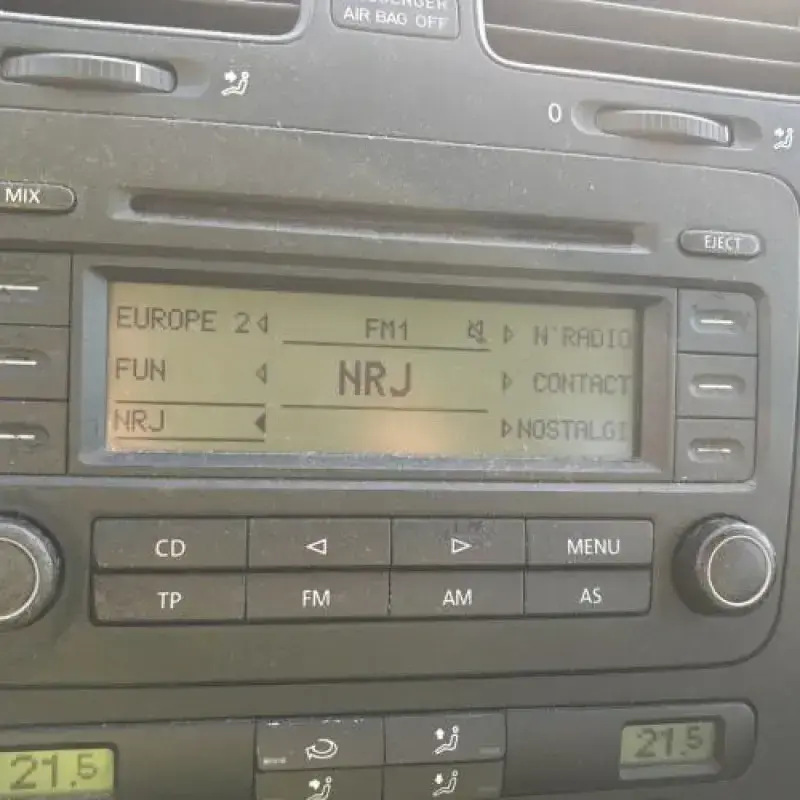 AIR BAG OFF
0
MIX
EJECT
EUROPE 2 FM1 N'RADIO
FUN NRJ CONTACT
NRJ NOSTALGI
CD MENU
TP FM AM AS
21.5 21.5